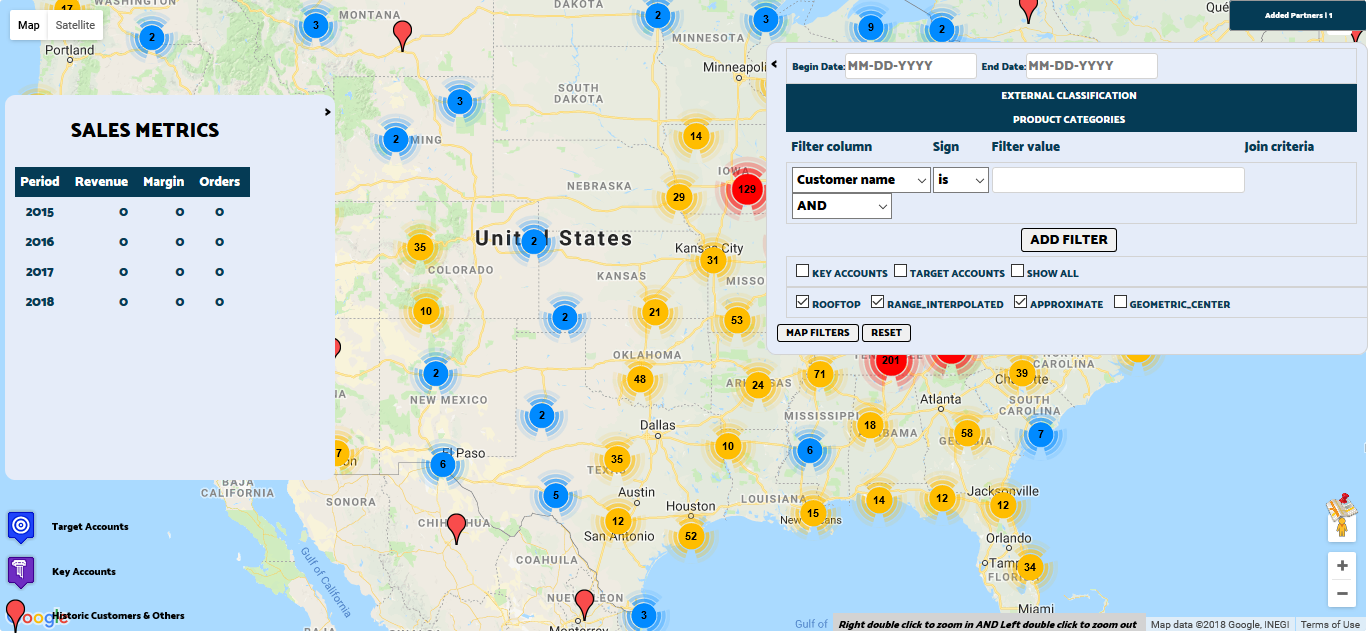 WASHINGTON
17
MONTANA
DAKOTA
Map Satellite
Portland
2
3
2
3
9
2
Qué
Added Partners | 1
MINNESOTA
Minneapoli
SOUTH
DAKOTA
3
2
MING
14
IOWA
129
NEBRASKA
29
United States
2
35
COLORADO
Kansas City
31
KANSAS
MISSO
10
2
21
53
Begin Date: MM-DD-YYYY End Date: MM-DD-YYYY
EXTERNAL CLASSIFICATION
PRODUCT CATEGORIES
Filter column Sign Filter value Join criteria
Customer name is
AND
ADD FILTER
KEY ACCOUNTS TARGET ACCOUNTS SHOW ALL
ROOFTOP RANGE_INTERPOLATED APPROXIMATE GEOMETRIC_CENTER
MAP FILTERS RESET
SALES METRICS
Period Revenue Margin Orders
2015 0 0 0
2016 0 0 0
2017 0 0 0
2018 0 0 0
OKLAHOMA
TENNESSEE
201
NORTH
CAROLINA
2
48
24
71
39
NEW MEXICO
ARKANSAS
Charlotte
Atlanta
SOUTH
CAROLINA
2
Dallas
MISSISSIPPI
18
ALABAMA
58
GEORGIA
7
7
El Paso
6
35
TEXAS
10
6
BAJA
CALIFORNIA
SONORA
5
Austin
Houston
LOUISIANA
14
12
Jacksonville
12
CHIHUAHUA
12
San Antonio
52
15
New Orleans
Orlando
Tampa
34
FLORIDA
COAHUILA
Gulf of California
NUEVO LEON
Monterrey
3
Miami
Target Accounts
Key Accounts
Historic Customers & Others
Google
Gulf of
Right double click to zoom in AND Left double click to zoom out
Map data ©2018 Google, INEGI Terms of Use